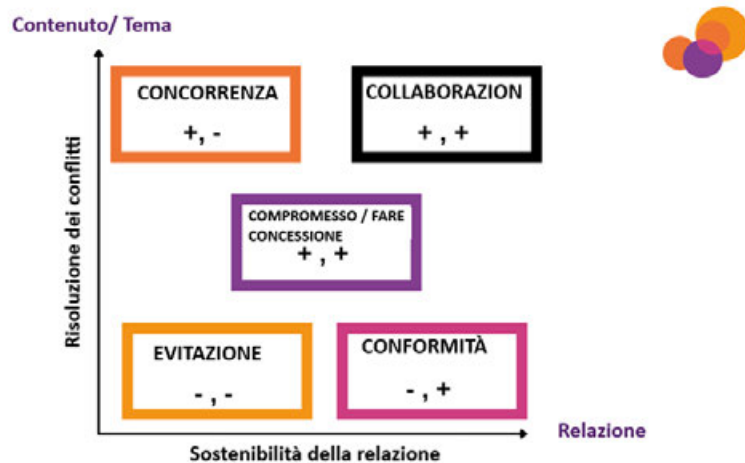 Contenuto/ Tema
Risoluzione dei conflitti
CONCORRENZA
+, -
COLLABORAZION
+ , +
COMPROMESSO / FARE
CONCESSIONE
+ , +
EVITAZIONE
- , -
CONFORMITÀ
- , +
Relazione
Sostenibilità della relazione